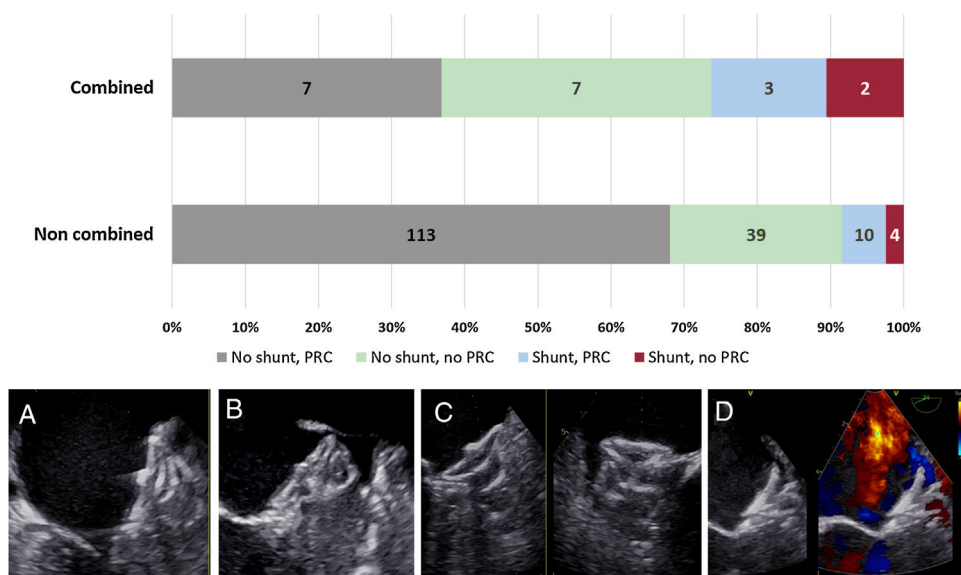 Combined
7 7 3 2
Non combined
113 39 10 4
0% 10% 20% 30% 40% 50% 60% 70% 80% 90% 100%
No shunt, PRC No shunt, no PRC Shunt, PRC Shunt, no PRC
A B C D